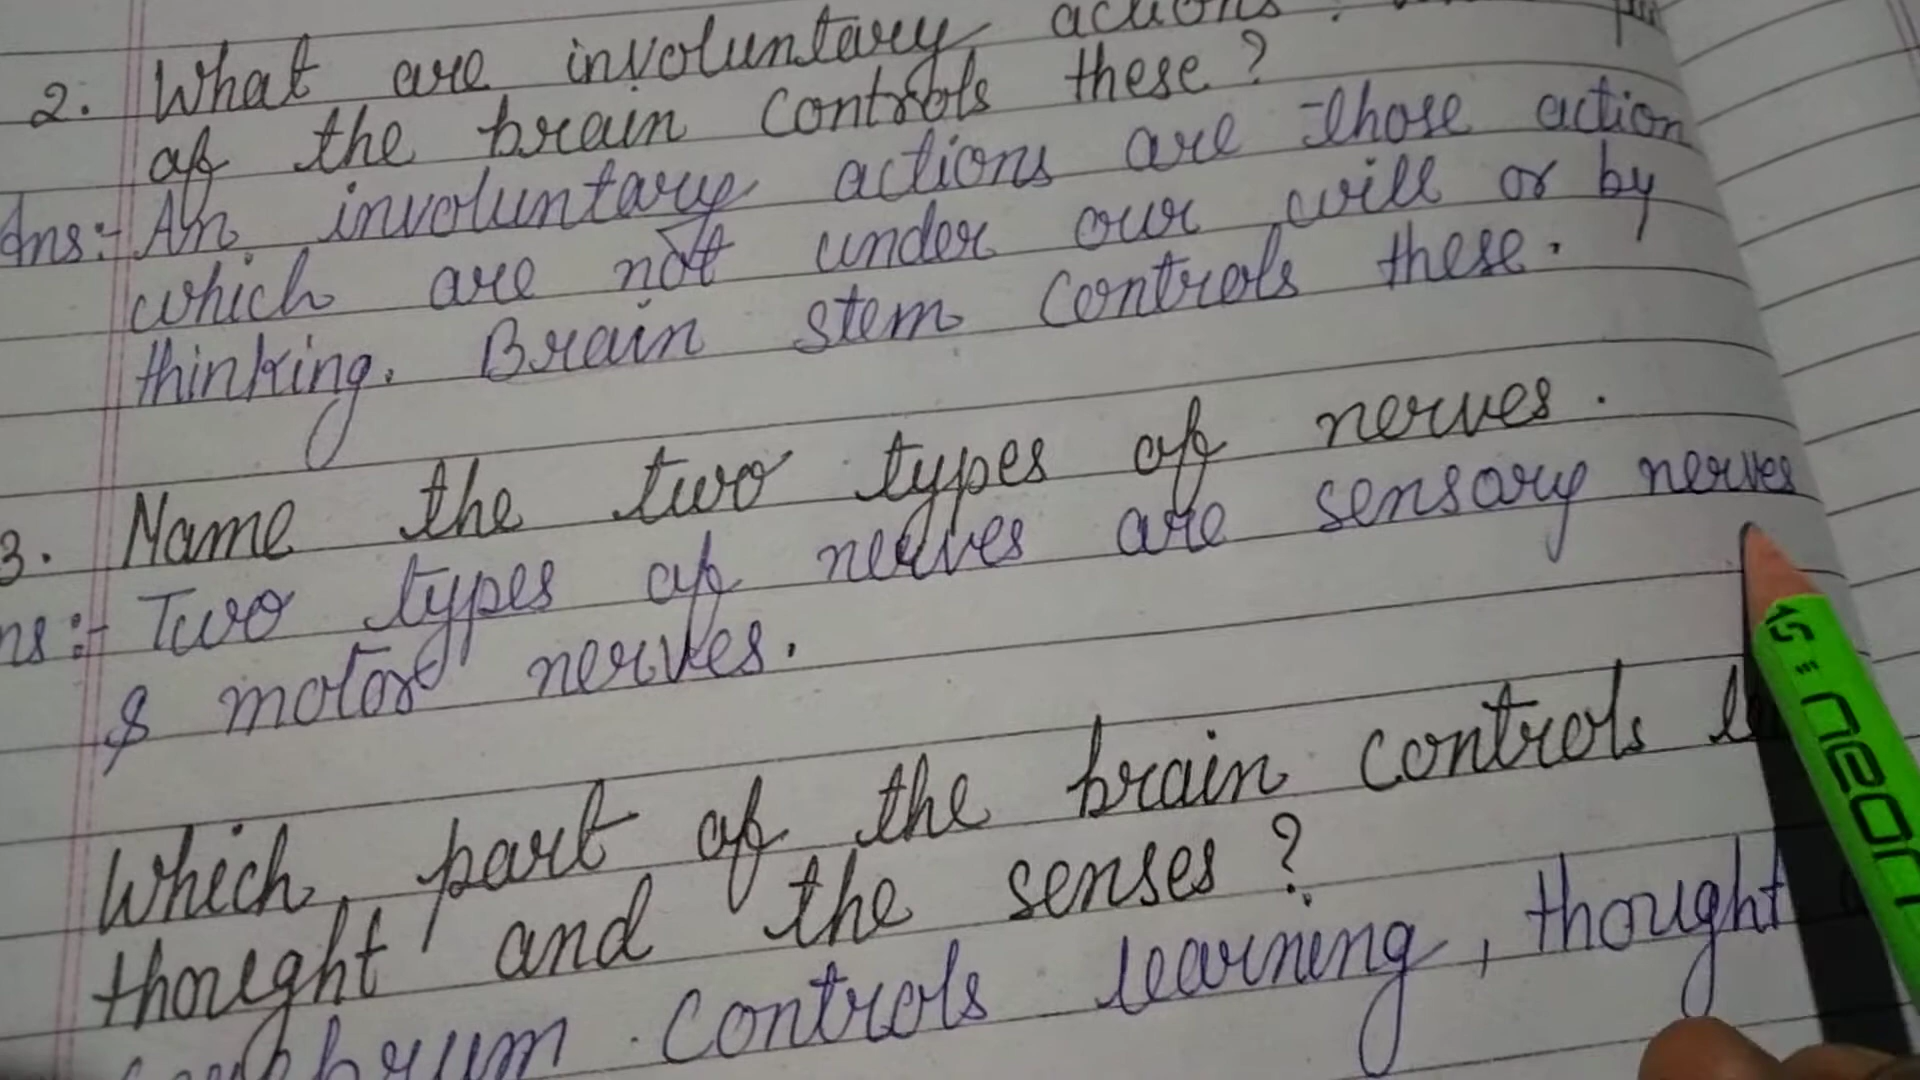 2. What are involuntary actions
of the brain controls these?
Ans:- An involuntary actions are those action
which are not under our will or by
thinking. Brain stem controls these.
3. Name the two types of nerves.
ns:- Two types of nerves are sensory nerves
& motor nerves.
Which part of the brain controls
thought and the senses?
controls learning, thought
neon